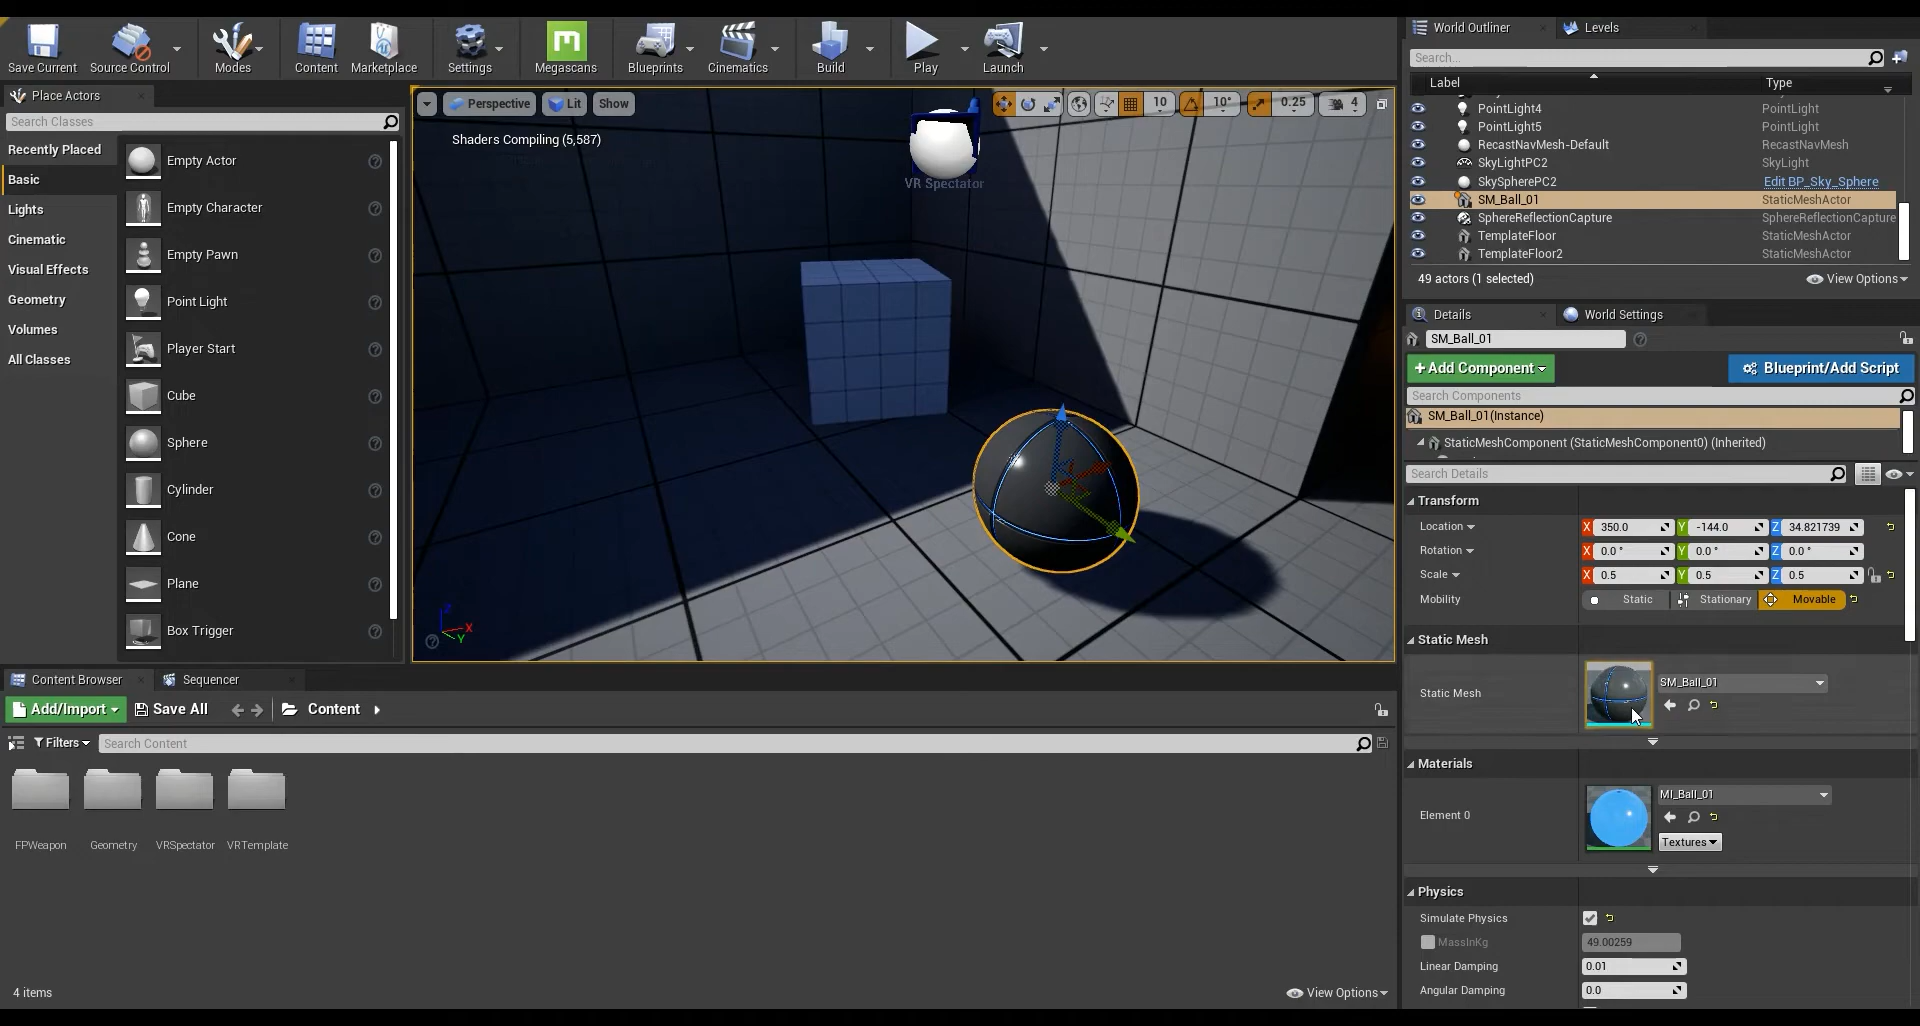 Save Current
Source Control
Modes
Content
Marketplace
Settings
Megascans
Blueprints
Cinematics
Build
Play
Launch
Place Actors
Search Classes
Recently Placed
Basic
Lights
Cinematic
Visual Effects
Geometry
Volumes
All Classes
Empty Actor
Empty Character
Empty Pawn
Point Light
Player Start
Cube
Sphere
Cylinder
Cone
Plane
Box Trigger
Perspective
Lit
Show
10
10°
0.25
4
Shaders Compiling (5,587)
VR Spectator
Z
X
Y
World Outliner
Levels
Search...
Label Type
PointLight4 PointLight
PointLight5 PointLight
RecastNavMesh-Default RecastNavMesh
SkyLightPC2 SkyLight
SkySpherePC2 Edit BP_Sky_Sphere
SM_Ball_01 StaticMeshActor
SphereReflectionCapture SphereReflectionCapture
TemplateFloor StaticMeshActor
TemplateFloor2 StaticMeshActor
49 actors (1 selected)
View Options
Details
World Settings
SM_Ball_01
+Add Component
Blueprint/Add Script
Search Components
SM_Ball_01(Instance)
StaticMeshComponent (StaticMeshComponent0) (Inherited)
Search Details
Transform
Location X 350.0 Y -144.0 Z 34.821739
Rotation X 0.0 ° Y 0.0 ° Z 0.0 °
Scale X 0.5 Y 0.5 Z 0.5
Mobility Static Stationary Movable
Static Mesh
Static Mesh SM_Ball_01
Materials
Element 0 MI_Ball_01
Textures
Physics
Simulate Physics
MassInKg 49.00259
Linear Damping 0.01
Angular Damping 0.0
Content Browser
Sequencer
Add/Import
Save All
Content
Filters
Search Content
FPWeapon
Geometry
VRSpectator
VRTemplate
4 items
View Options